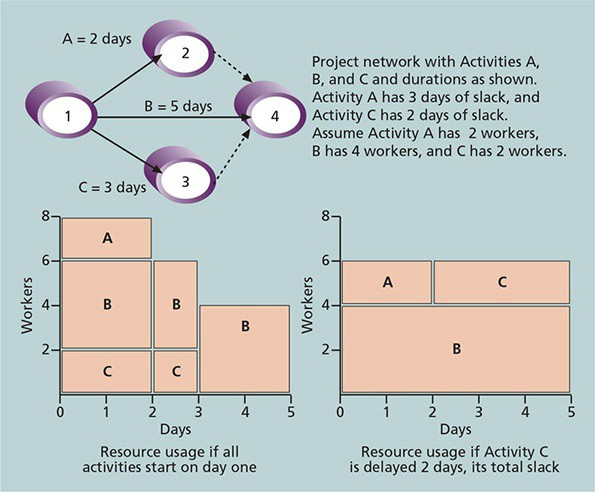 A = 2 days
2
1
B = 5 days
4
C = 3 days
3
Project network with Activities A,
B, and C and durations as shown.
Activity A has 3 days of slack, and
Activity C has 2 days of slack.
Assume Activity A has 2 workers,
B has 4 workers, and C has 2 workers.
8
6
4
2
Workers
A
B
B
B
C
C
0
1
2
3
4
5
Days
Resource usage if all
activities start on day one
8
6
4
2
Workers
A
C
B
0
1
2
3
4
5
Days
Resource usage if Activity C
is delayed 2 days, its total slack